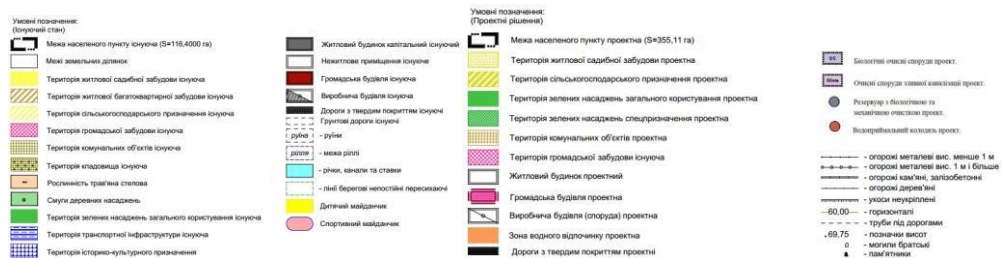 Умовні позначення:
(Існуючий стан)
Межа населеного пункту існуюча (S=116,4000 га)
Межі земельних ділянок
Територія житлової садибної забудови існуюча
Територія житлової багатоквартирної забудови існуюча
Територія сільськогосподарського призначення існуюча
Територія громадської забудови існуюча
Територія комунальних об'єктів існуюча
Територія кладовища існуюча
Рослинність трав'яна степова
Смуги деревних насаджень
Територія зелених насаджень загального користування існуюча
Територія транспортної інфраструктури існуюча
Територія історико-культурного призначення
Житловий будинок капітальний існуючий
Нежитлове приміщення існуюче
Громадська будівля існуюча
Виробнича будівля існуюча
Дороги з твердим покриттям існуючі
Грунтові дороги існуючі
руїна - руїни
рілля - межа ріллі
- річки, канали та ставки
- лінії берегові непостійні пересихаючі
Дитячий майданчик
Спортивний майданчик
Умовні позначення:
(Проектні рішення)
Межа населеного пункту проектна (S=355,11 га)
Територія житлової садибної забудови проектна
Територія сільськогосподарського призначення проектна
Територія зелених насаджень загального користування проектна
Територія зелених насаджень спецпризначення проектна
Територія комунальних об'єктів проектна
Територія громадської забудови існуюча
Житловий будинок проектний
Громадська будівля проектна
Виробнича будівля (споруда) проектна
Зона водного відпочинку проектна
Дороги з твердим покриттям проектні
Біологічні очисні споруди проект.
Очисні споруди зливної каналізації проект.
Резервуар з біологічною та
механічною очисткою проект.
Водоприймальний колодязь проект.
- огорожі металеві вис. менше 1 м
- огорожі металеві вис. 1 м і більше
- огорожі кам'яні, залізобетонні
- огорожі дерев'яні
- укоси неукріплені
60,00 - горизонталі
- труби під дорогами
69,75 - позначки висот
- могили братські
- пам'ятники